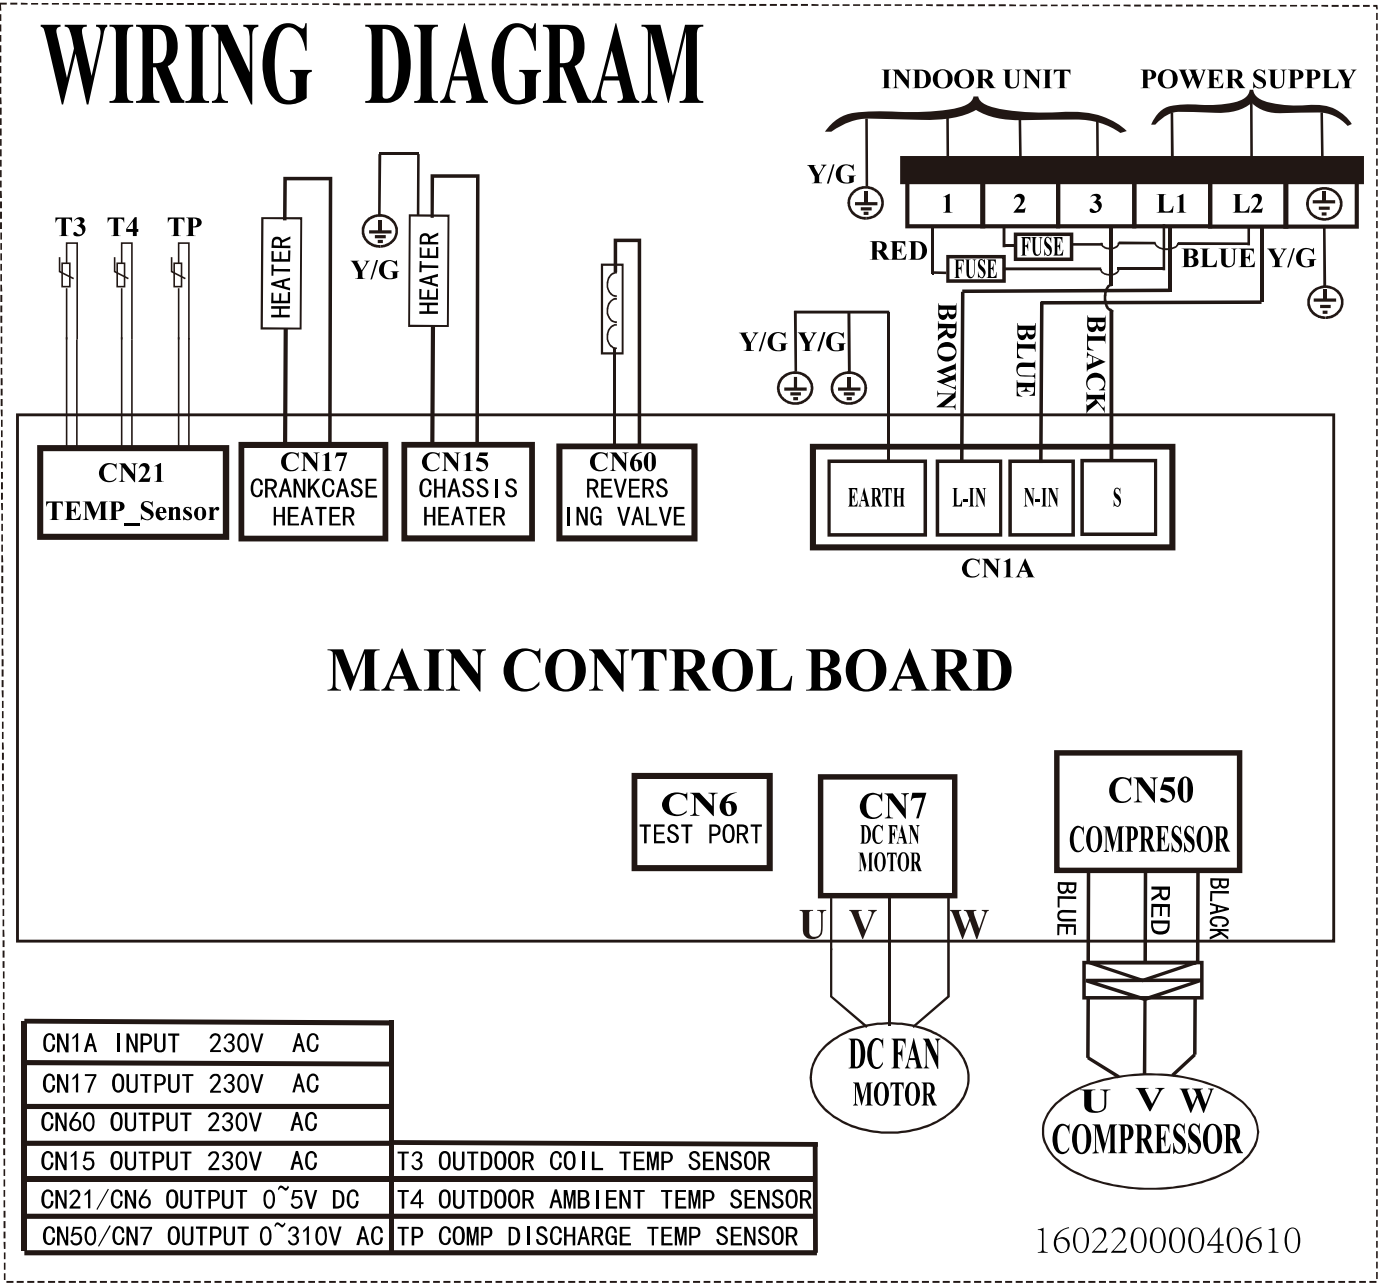 WIRING DIAGRAM
INDOOR UNIT
POWER SUPPLY
Y/G
1 2 3 L1 L2
RED
FUSE
FUSE
BLUE
Y/G
T3 T4 TP
HEATER
Y/G
HEATER
Y/G Y/G
BROWN
BLUE
BLACK
CN21
TEMP_Sensor
CN17
CRANKCASE
HEATER
CN15
CHASSIS
HEATER
CN60
REVERS
ING VALVE
EARTH L-IN N-IN S
CN1A
MAIN CONTROL BOARD
CN6
TEST PORT
CN7
DC FAN
MOTOR
CN50
COMPRESSOR
U V W
BLUE
RED
BLACK
DC FAN
MOTOR
U V W
COMPRESSOR
CN1A INPUT 230V AC
CN17 OUTPUT 230V AC
CN60 OUTPUT 230V AC
CN15 OUTPUT 230V AC
T3 OUTDOOR COIL TEMP SENSOR
CN21/CN6 OUTPUT 0~5V DC
T4 OUTDOOR AMBIENT TEMP SENSOR
CN50/CN7 OUTPUT 0~310V AC
TP COMP DISCHARGE TEMP SENSOR
16022000040610